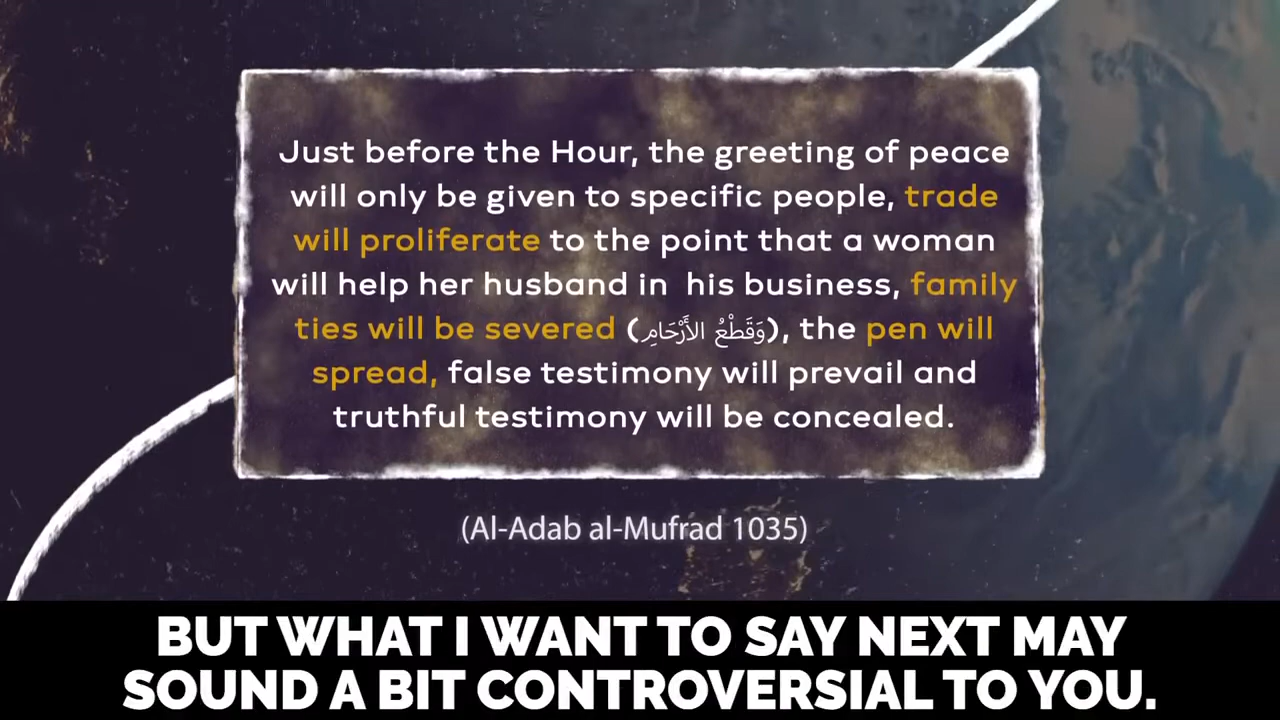 Just before the Hour, the greeting of peace
will only be given to specific people, trade
will proliferate to the point that a woman
will help her husband in his business, family
ties will be severed (وَقَطْعُ الأَرْحَامِ), the pen will
spread, false testimony will prevail and
truthful testimony will be concealed.
(Al-Adab al-Mufrad 1035)
BUT WHAT I WANT TO SAY NEXT MAY
SOUND A BIT CONTROVERSIAL TO YOU.